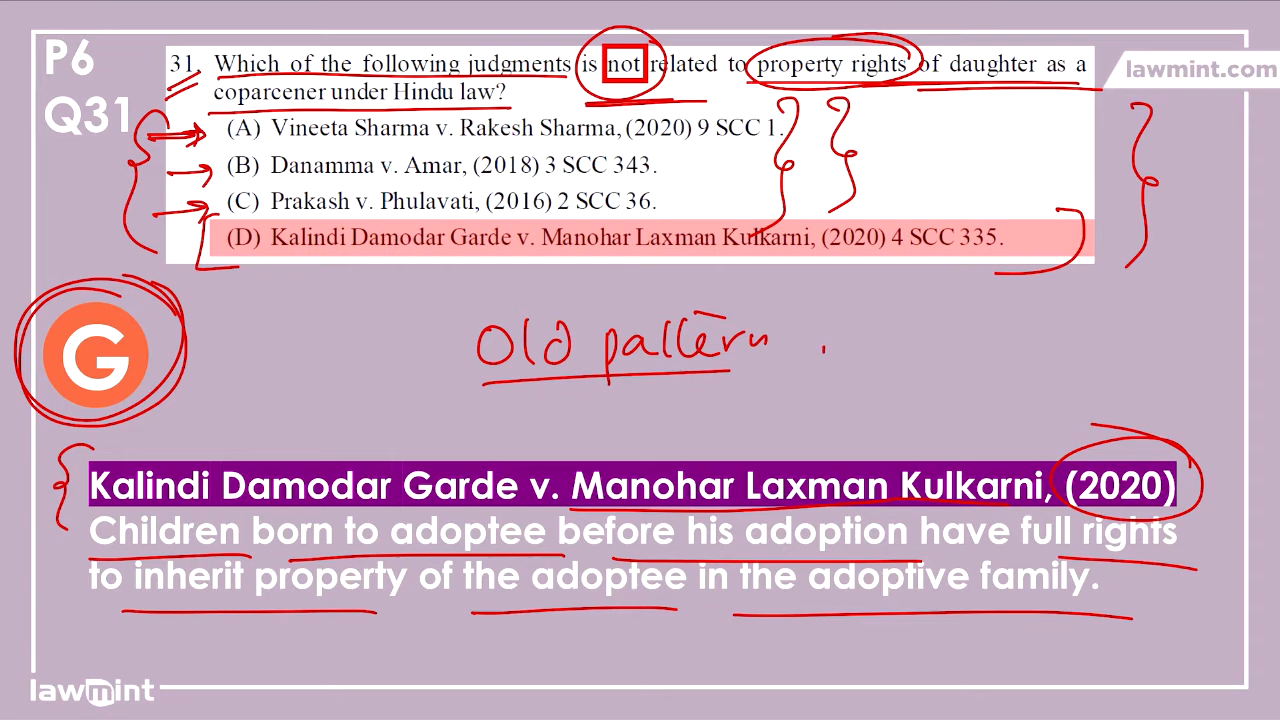 P6
Q31
lawmint.com
31. Which of the following judgments is not related to property rights of daughter as a
coparcener under Hindu law?
(A) Vineeta Sharma v. Rakesh Sharma, (2020) 9 SCC 1.
(B) Danamma v. Amar, (2018) 3 SCC 343.
(C) Prakash v. Phulavati, (2016) 2 SCC 36.
(D) Kalindi Damodar Garde v. Manohar Laxman Kulkarni, (2020) 4 SCC 335.
G
Old pattern
Kalindi Damodar Garde v. Manohar Laxman Kulkarni, (2020)
Children born to adoptee before his adoption have full rights
to inherit property of the adoptee in the adoptive family.
lawmint